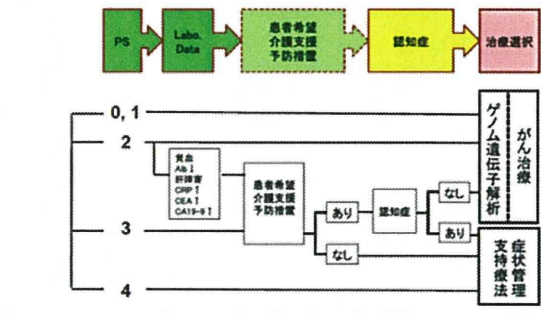 PS
Labo.
Data
患者希望
介護支援
予防措置
認知症
治療選択
0, 1
2
貧血
Alb↓
肝障害
CRP↑
CEA↑
CA19-9↑
患者希望
介護支援
予防措置
3
あり
なし
認知症
なし
あり
4
ゲノム遺伝子解析
がん治療
症状管理
支持療法